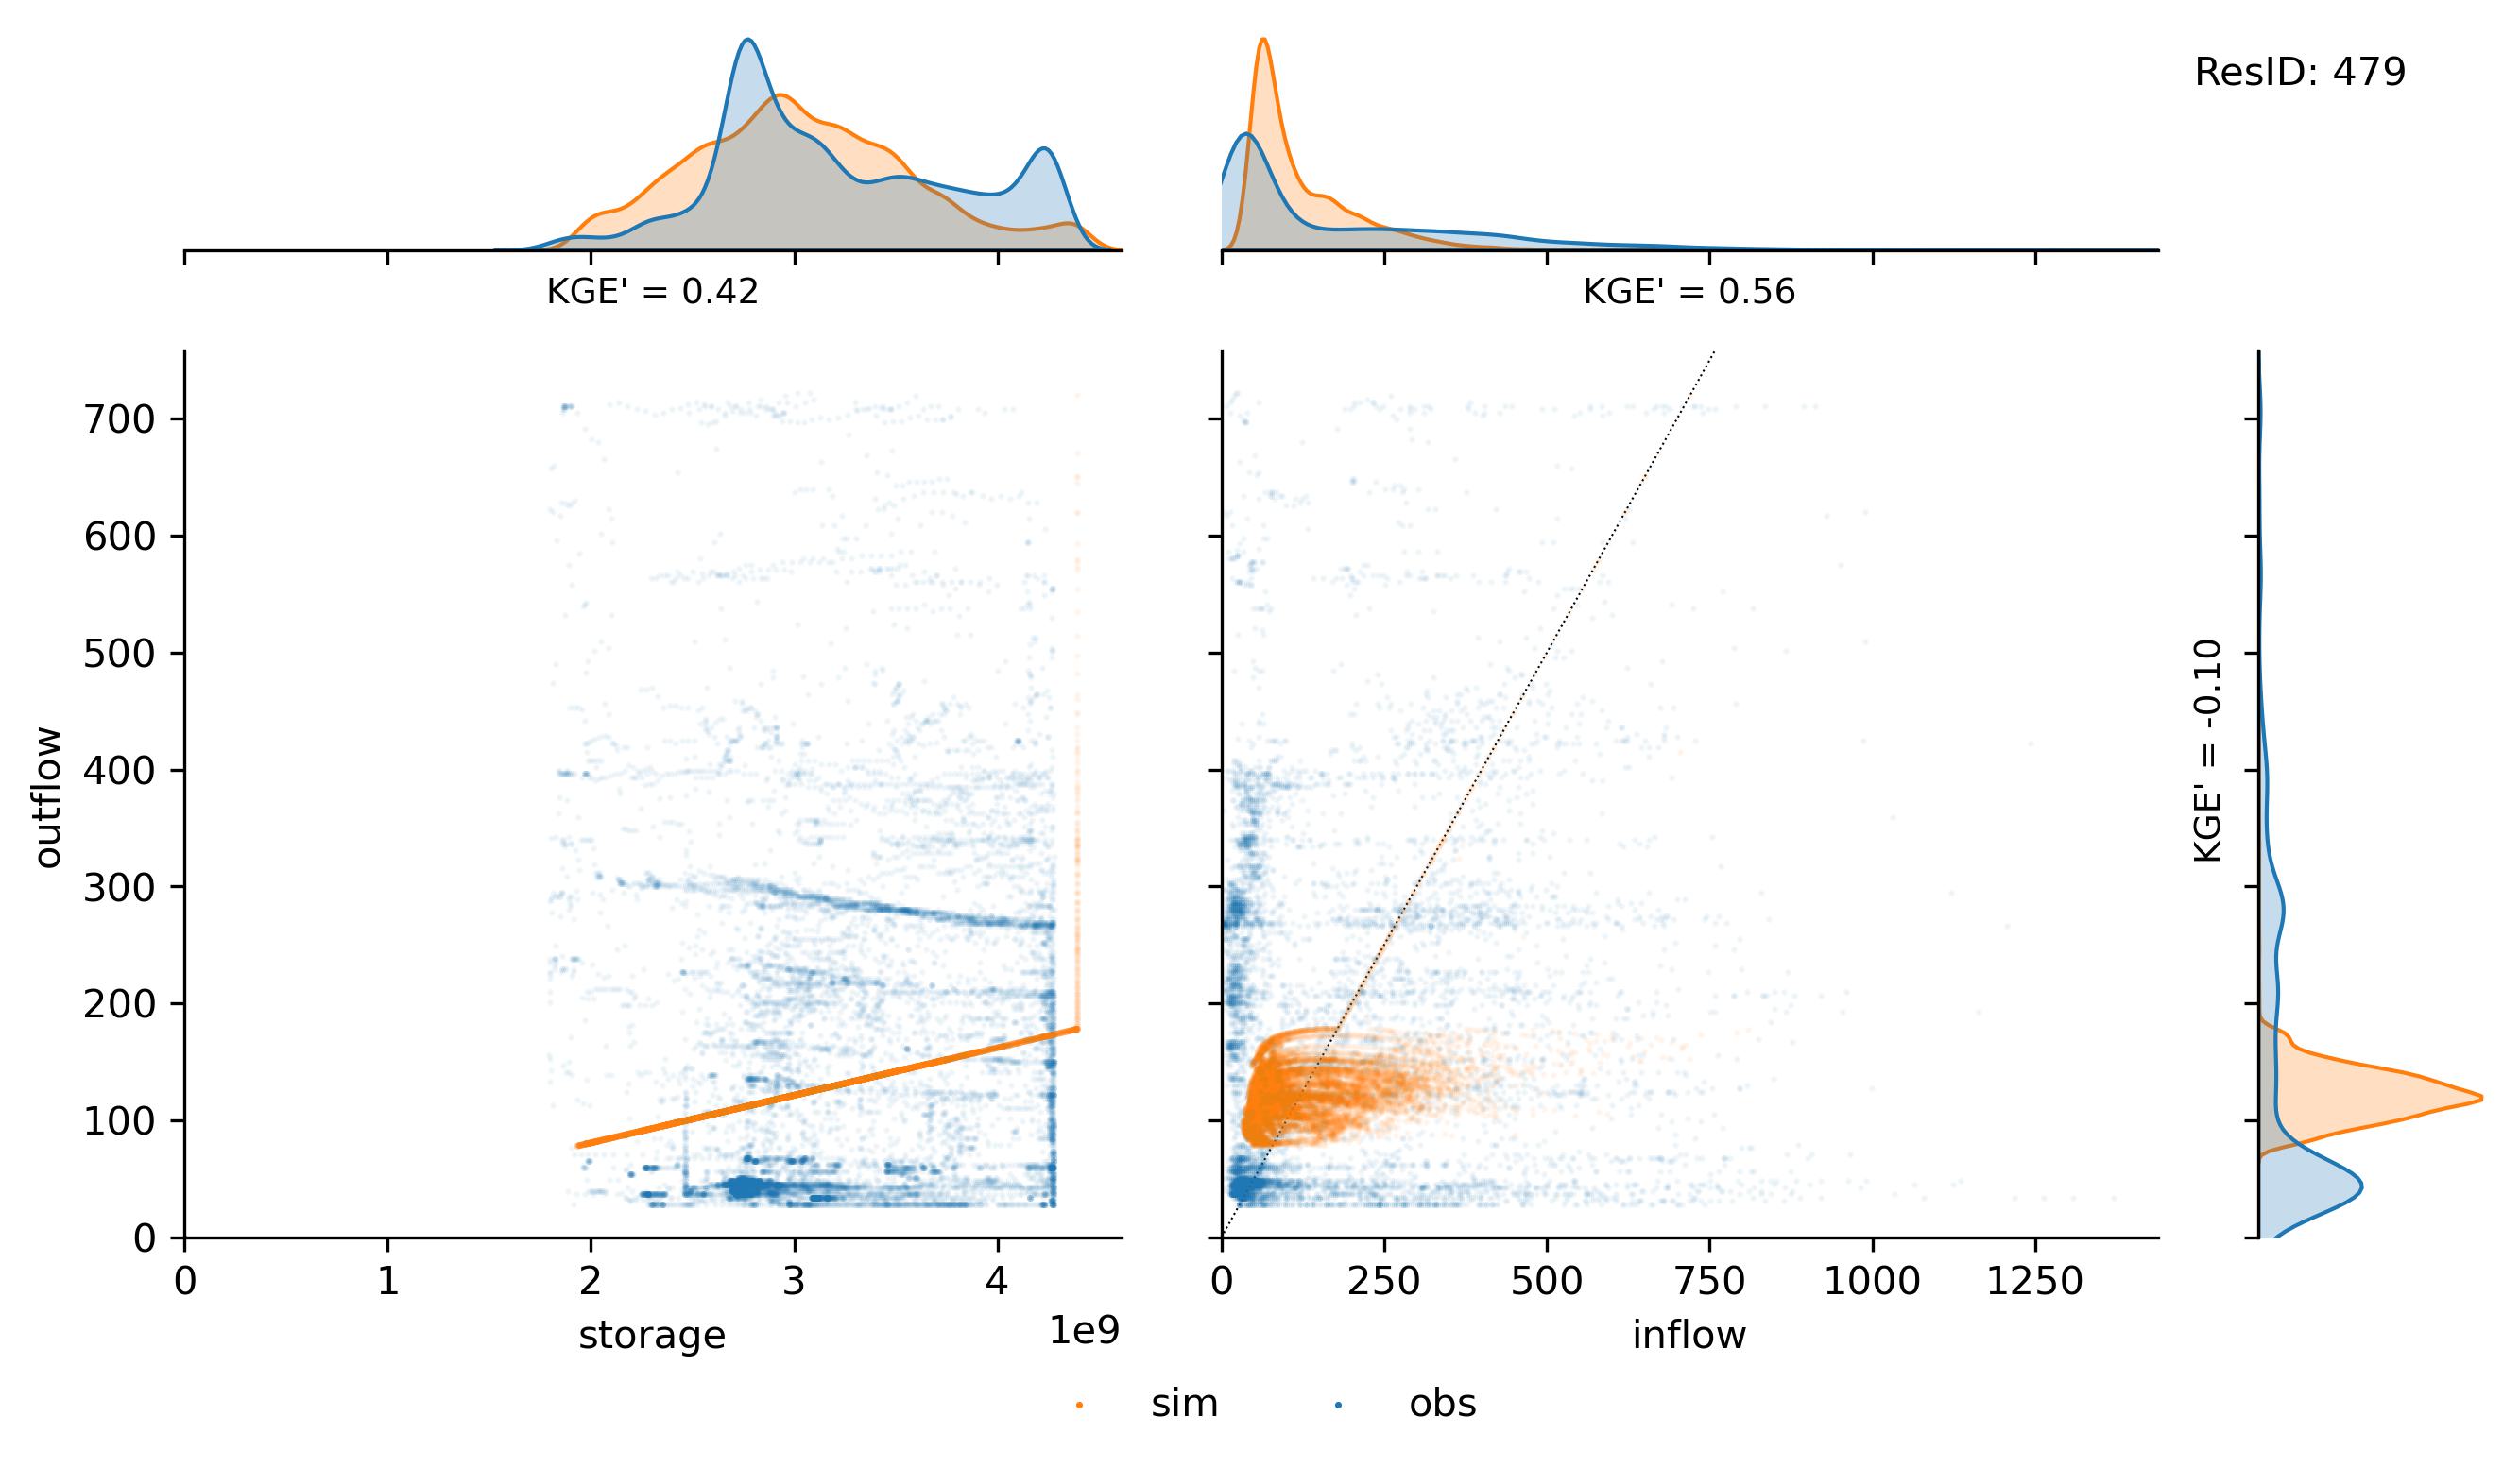 ResID: 479
KGE' = 0.42
KGE' = 0.56
outflow
700
600
500
400
300
200
100
0
KGE' = -0.10
0 1 2 3 4
0 250 500 750 1000 1250
storage
1e9
inflow
sim
obs